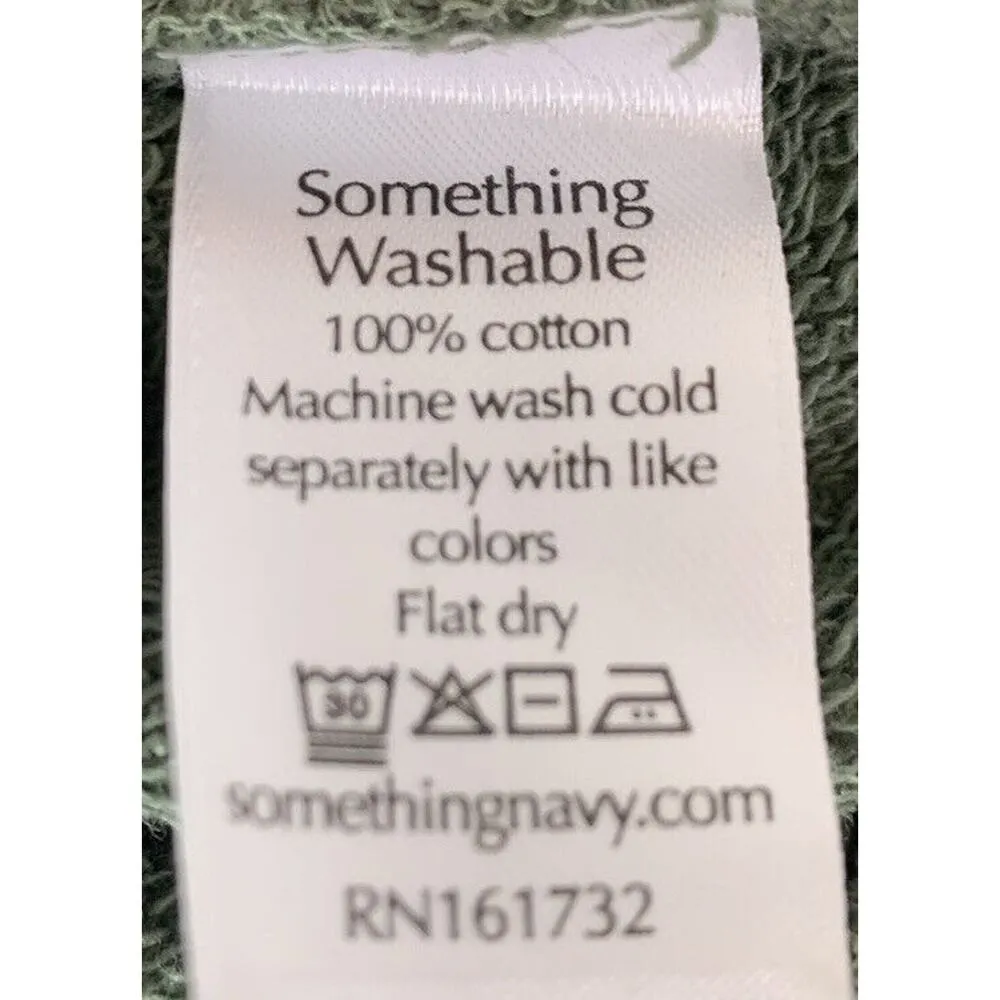 Something
Washable
100% cotton
Machine wash cold
separately with like
colors
Flat dry
30
somethingnavy.com
RN161732